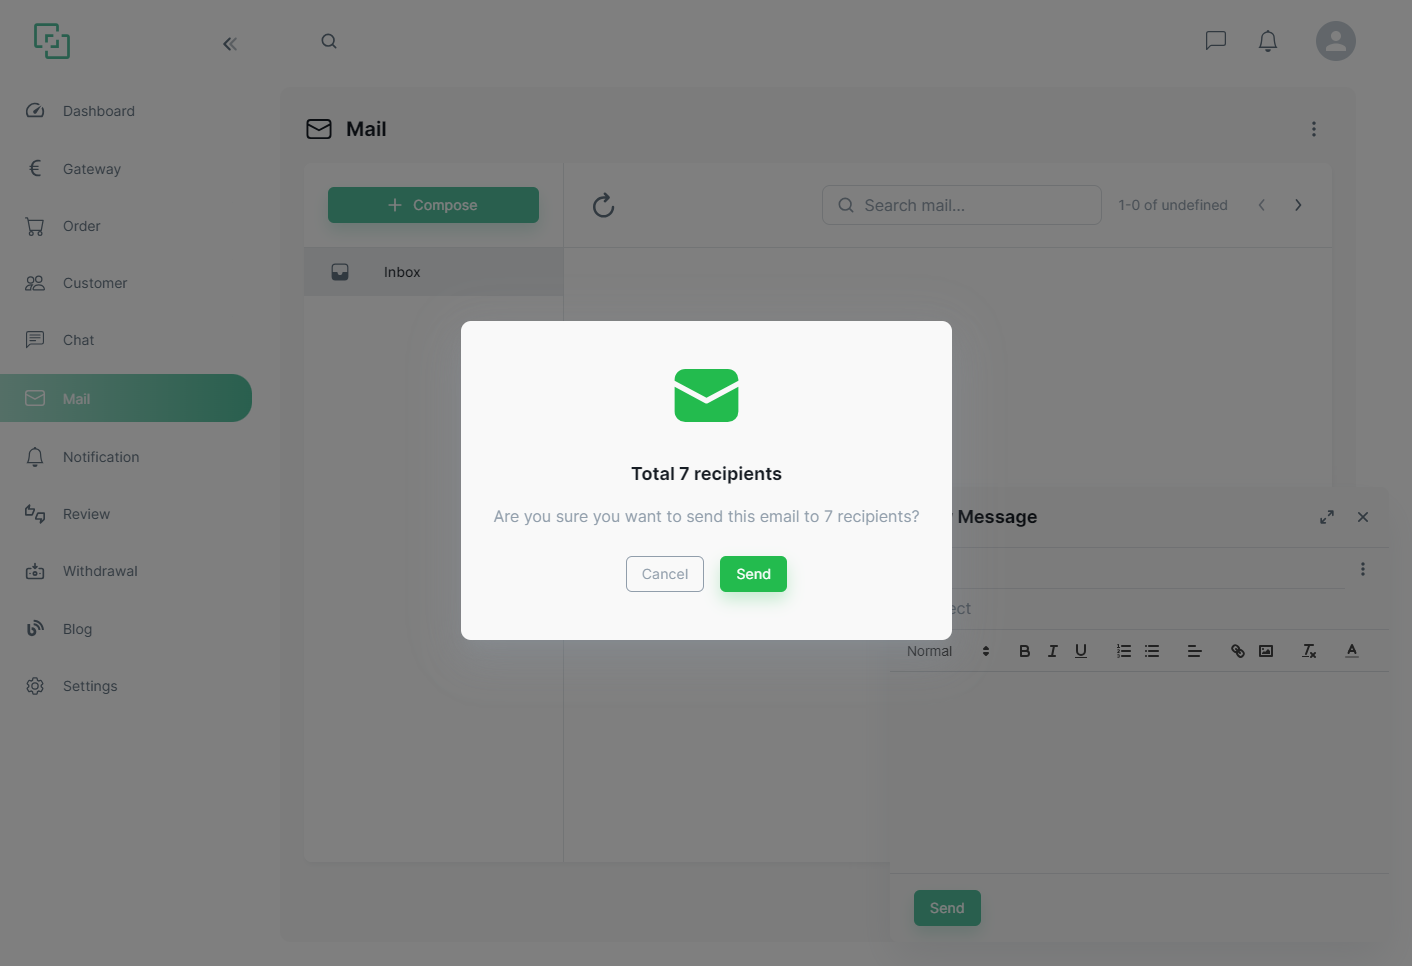 Dashboard
Gateway
Order
Customer
Chat
Mail
Notification
Review
Withdrawal
Blog
Settings
Mail
Compose
Search mail...
1-0 of undefined
Inbox
Total 7 recipients
Are you sure you want to send this email to 7 recipients?
Cancel
Send
Message
Normal
Send